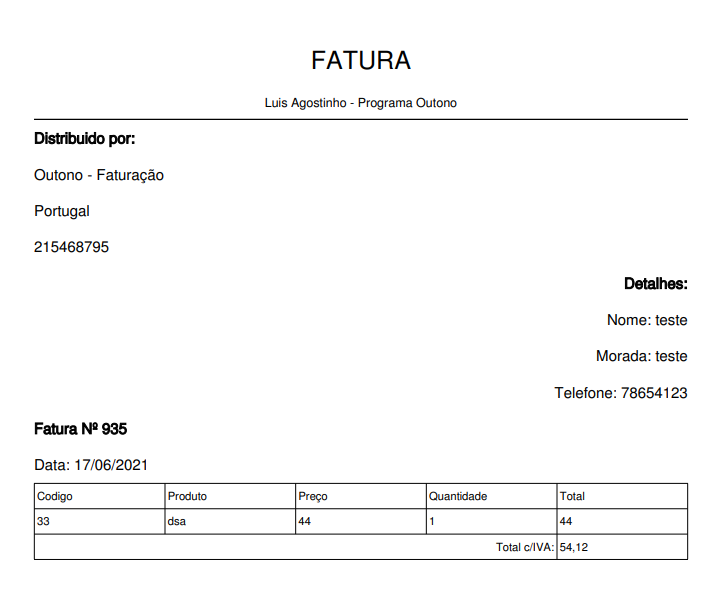 FATURA
Luis Agostinho - Programa Outono
Distribuido por:
Outono - Faturação
Portugal
215468795
Detalhes:
Nome: teste
Morada: teste
Telefone: 78654123
Fatura Nº 935
Data: 17/06/2021
Codigo Produto Preço Quantidade Total
33 dsa 44 1 44
Total c/IVA: 54,12